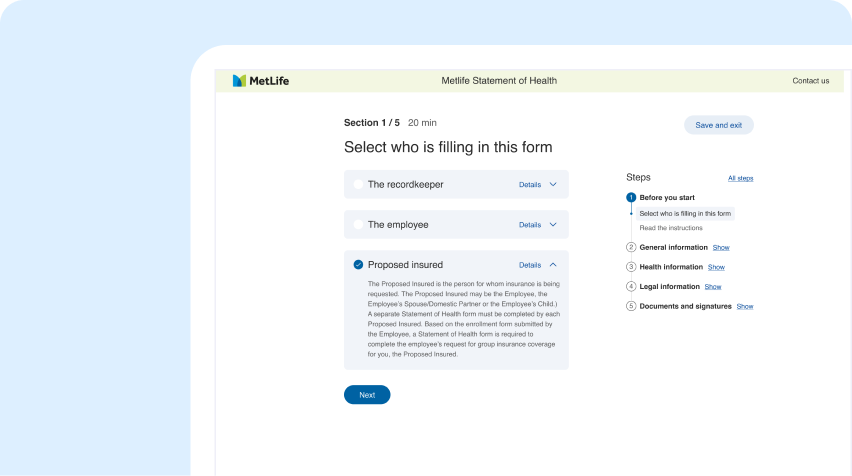 MetLife
Metlife Statement of Health
Contact us
Section 1 / 5 20 min
Save and exit
Select who is filling in this form
The recordkeeper
Details
The employee
Details
Proposed insured
Details
The Proposed Insured is the person for whom insurance is being
requested. The Proposed Insured may be the Employee, the
Employee's Spouse/Domestic Partner or the Employee's Child.)
A separate Statement of Health form must be completed by each
Proposed Insured. Based on the enrollment form submitted by
the Employee, a Statement of Health form is required to
complete the employee's request for group insurance coverage
for you, the Proposed Insured.
Next
Steps
All steps
1 Before you start
Select who is filling in this form
Read the instructions
2 General information Show
3 Health information Show
4 Legal information Show
5 Documents and signatures Show